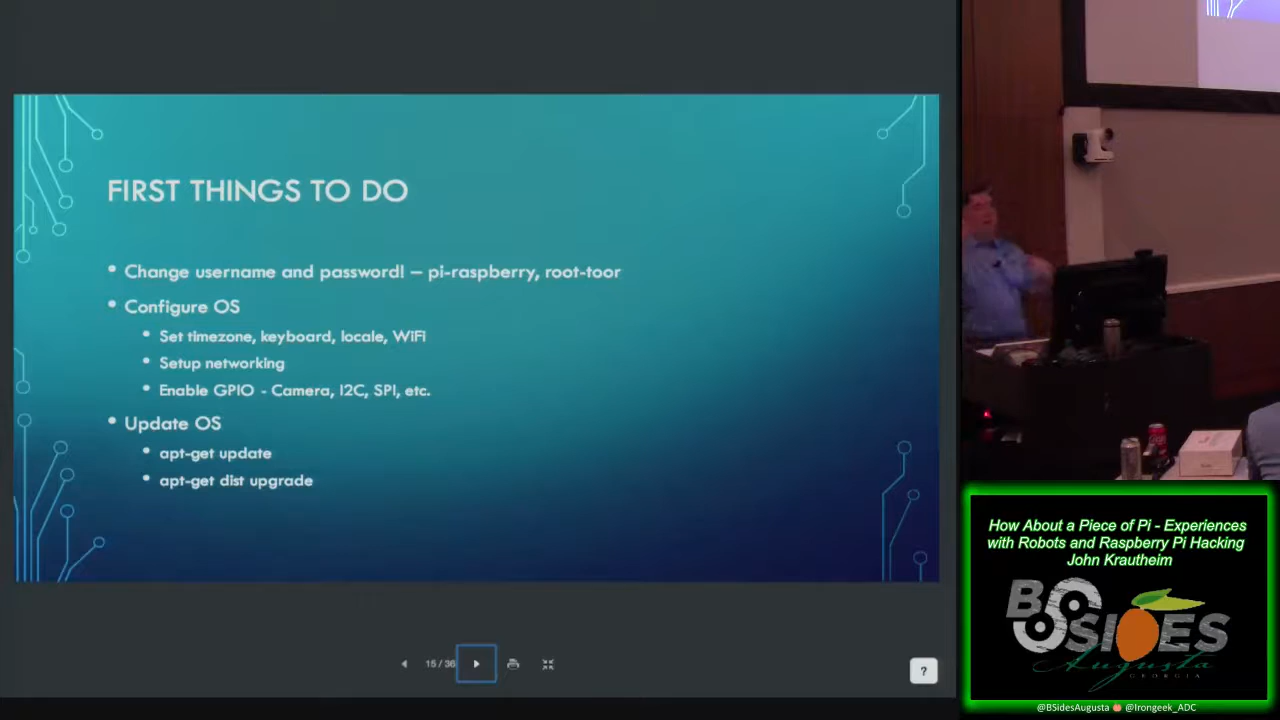 FIRST THINGS TO DO
• Change username and password! – pi-raspberry, root-toor
• Configure OS
• Set timezone, keyboard, locale, WiFi
• Setup networking
• Enable GPIO - Camera, I2C, SPI, etc.
• Update OS
• apt-get update
• apt-get dist upgrade
15 / 36
?
How About a Piece of Pi - Experiences
with Robots and Raspberry Pi Hacking
John Krautheim
BSIDES
Augusta
GEORGIA
@BSidesAugusta @Irongeek_ADC